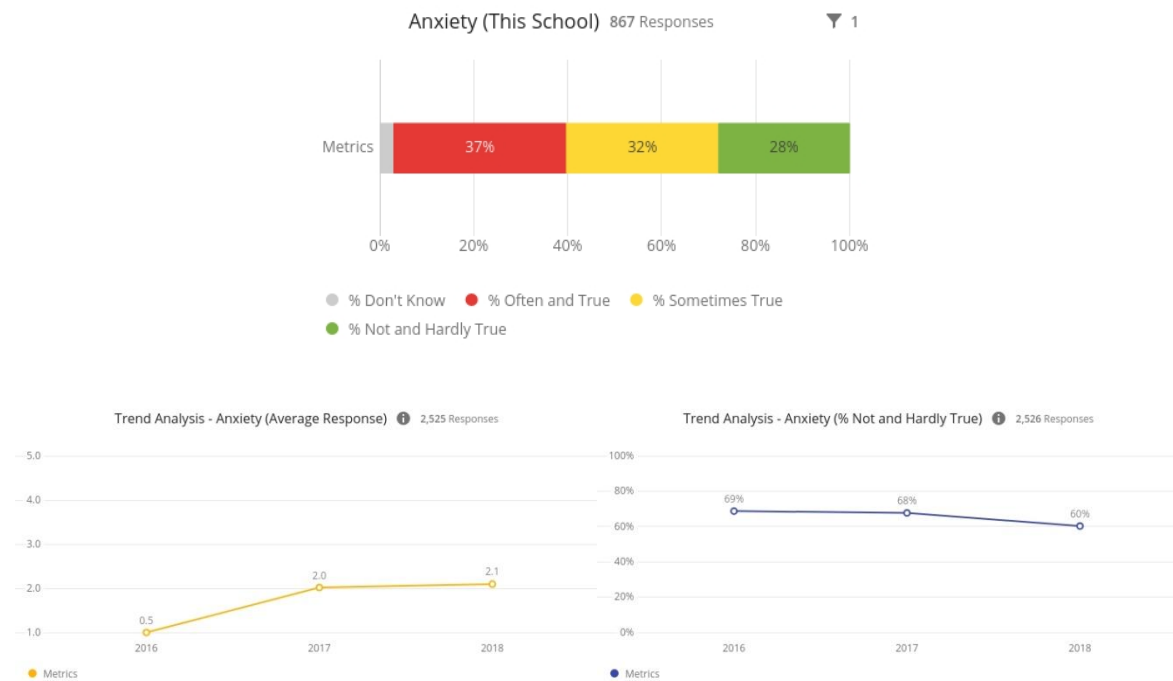 Anxiety (This School) 867 Responses 1
Metrics 37% 32% 28%
0% 20% 40% 60% 80% 100%
% Don't Know % Often and True % Sometimes True
% Not and Hardly True
Trend Analysis - Anxiety (Average Response) 2,525 Responses
5.0
4.0
3.0
2.0
1.0
0.5
2.0
2.1
2016 2017 2018
Metrics
Trend Analysis - Anxiety (% Not and Hardly True) 2,526 Responses
100%
80%
60%
40%
20%
0%
69%
68%
60%
2016 2017 2018
Metrics